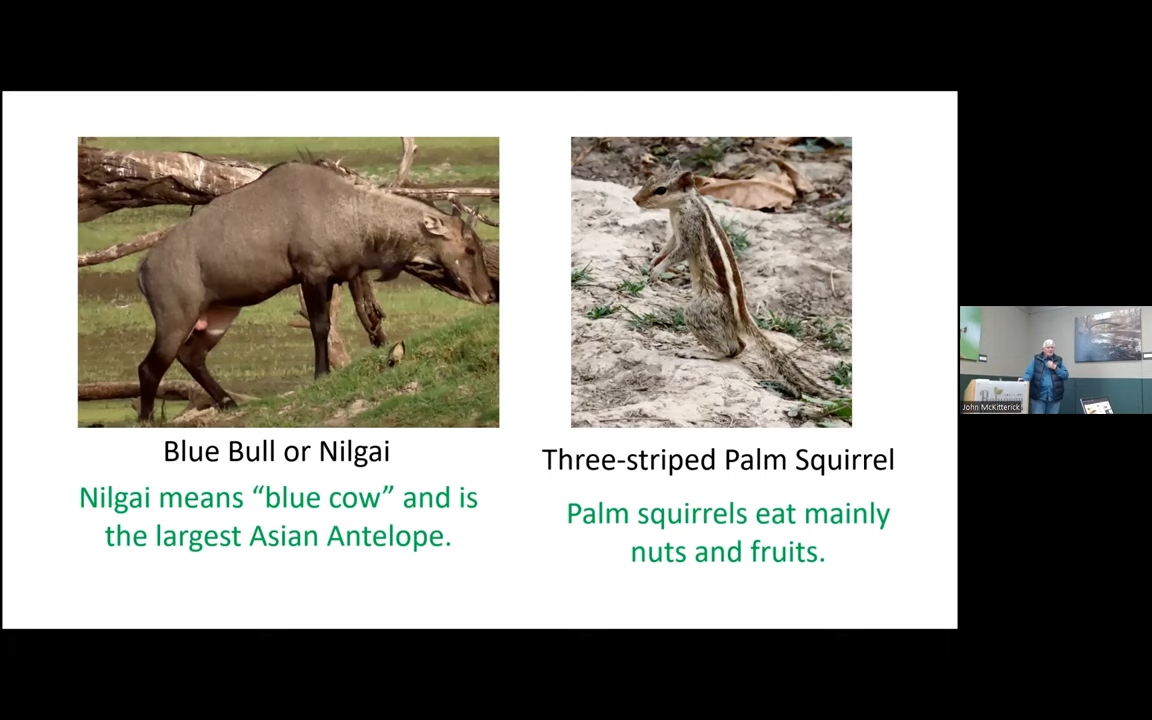 Blue Bull or Nilgai
Nilgai means “blue cow” and is
the largest Asian Antelope.
Three-striped Palm Squirrel
Palm squirrels eat mainly
nuts and fruits.
John McKitterick